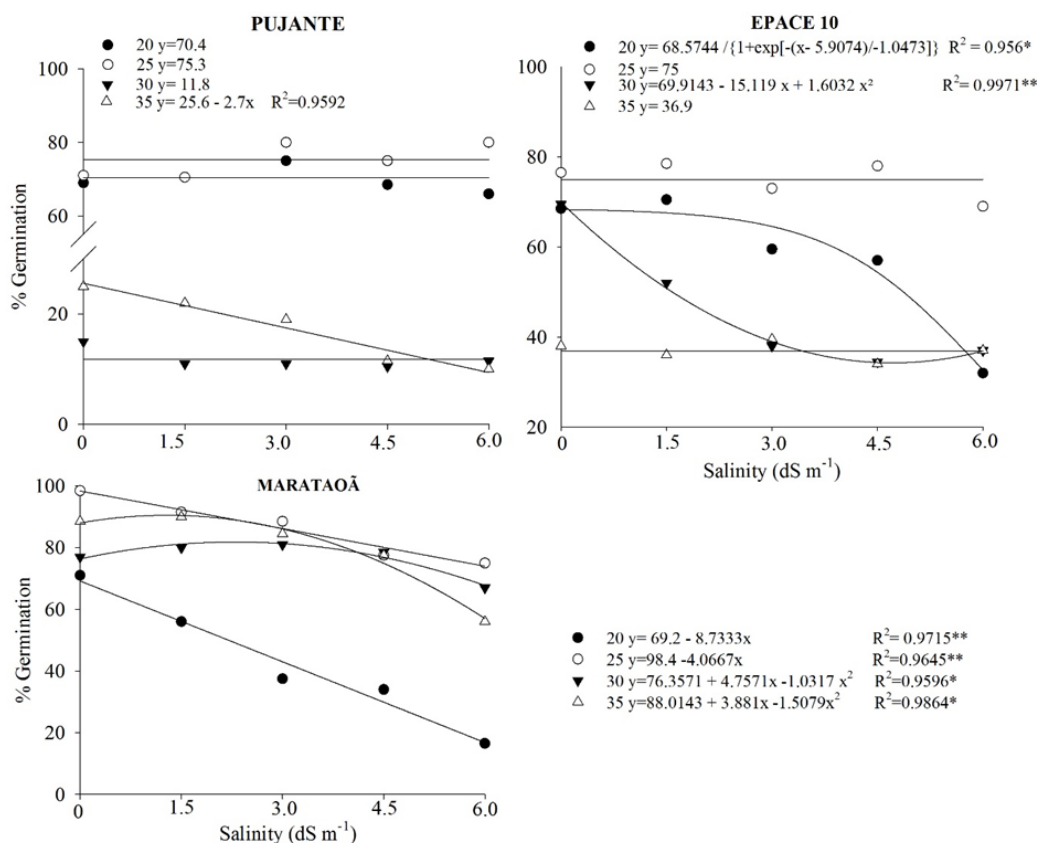 PUJANTE
● 20 y=70.4
○ 25 y=75.3
▼ 30 y= 11.8
△ 35 y= 25.6 - 2.7x R²=0.9592
100
80
60
20
0
% Germination
0 1.5 3.0 4.5 6.0
EPACE 10
● 20 y= 68.5744 /{1+exp[-(x- 5.9074)/-1.0473]} R² = 0.956*
○ 25 y= 75
▼ 30 y=69.9143 - 15.119 x + 1.6032 x² R² = 0.9971**
△ 35 y= 36.9
100
80
60
40
20
0 1.5 3.0 4.5 6.0
Salinity (dS m⁻¹)
MARATAOÃ
100
80
60
40
20
0
% Germination
0 1.5 3.0 4.5 6.0
Salinity (dS m⁻¹)
● 20 y= 69.2 - 8.7333x R²=0.9715**
○ 25 y=98.4 -4.0667x R²=0.9645**
▼ 30 y=76.3571 + 4.7571x -1.0317 x² R²=0.9596*
△ 35 y=88.0143 + 3.881x -1.5079x² R²=0.9864*